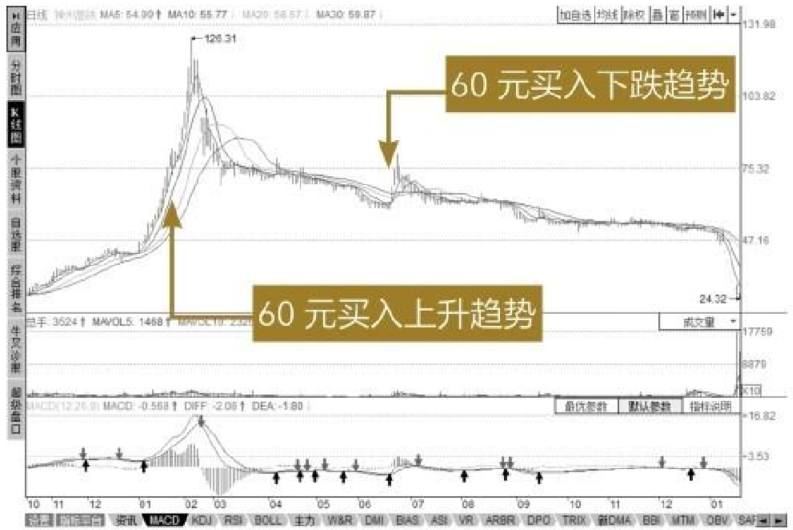 日线 MA5: 54.99↑ MA10: 55.77↓ MA20: 58.57↓ MA30: 59.87↓
加自选 均线 除权 叠 窗 预测
应用
分时图
K线图
个股资料
自选股
综合排名
牛叉诊股
超级盘口
131.98
126.31
103.82
60 元买入下跌趋势
75.32
47.16
24.32
60 元买入上升趋势
总手: 3524↑ MAVOL5: 1468↑
成交量
17759
8879
X10
MACD(12,26,9) MACD: -0.568↑ DIFF: -2.08↑ DEA: -1.80↓
最优参数 默认参数 指标说明
16.82
3.53
10 11 12 01 02 03 04 05 06 07 08 09 10 11 12 01
设置 指标平台 资讯 MACD KDJ RSI BOLL 主力 W&R DMI BIAS ASI VR ARBR DPO TRIX 新DMA BBI MTM OBV SAR